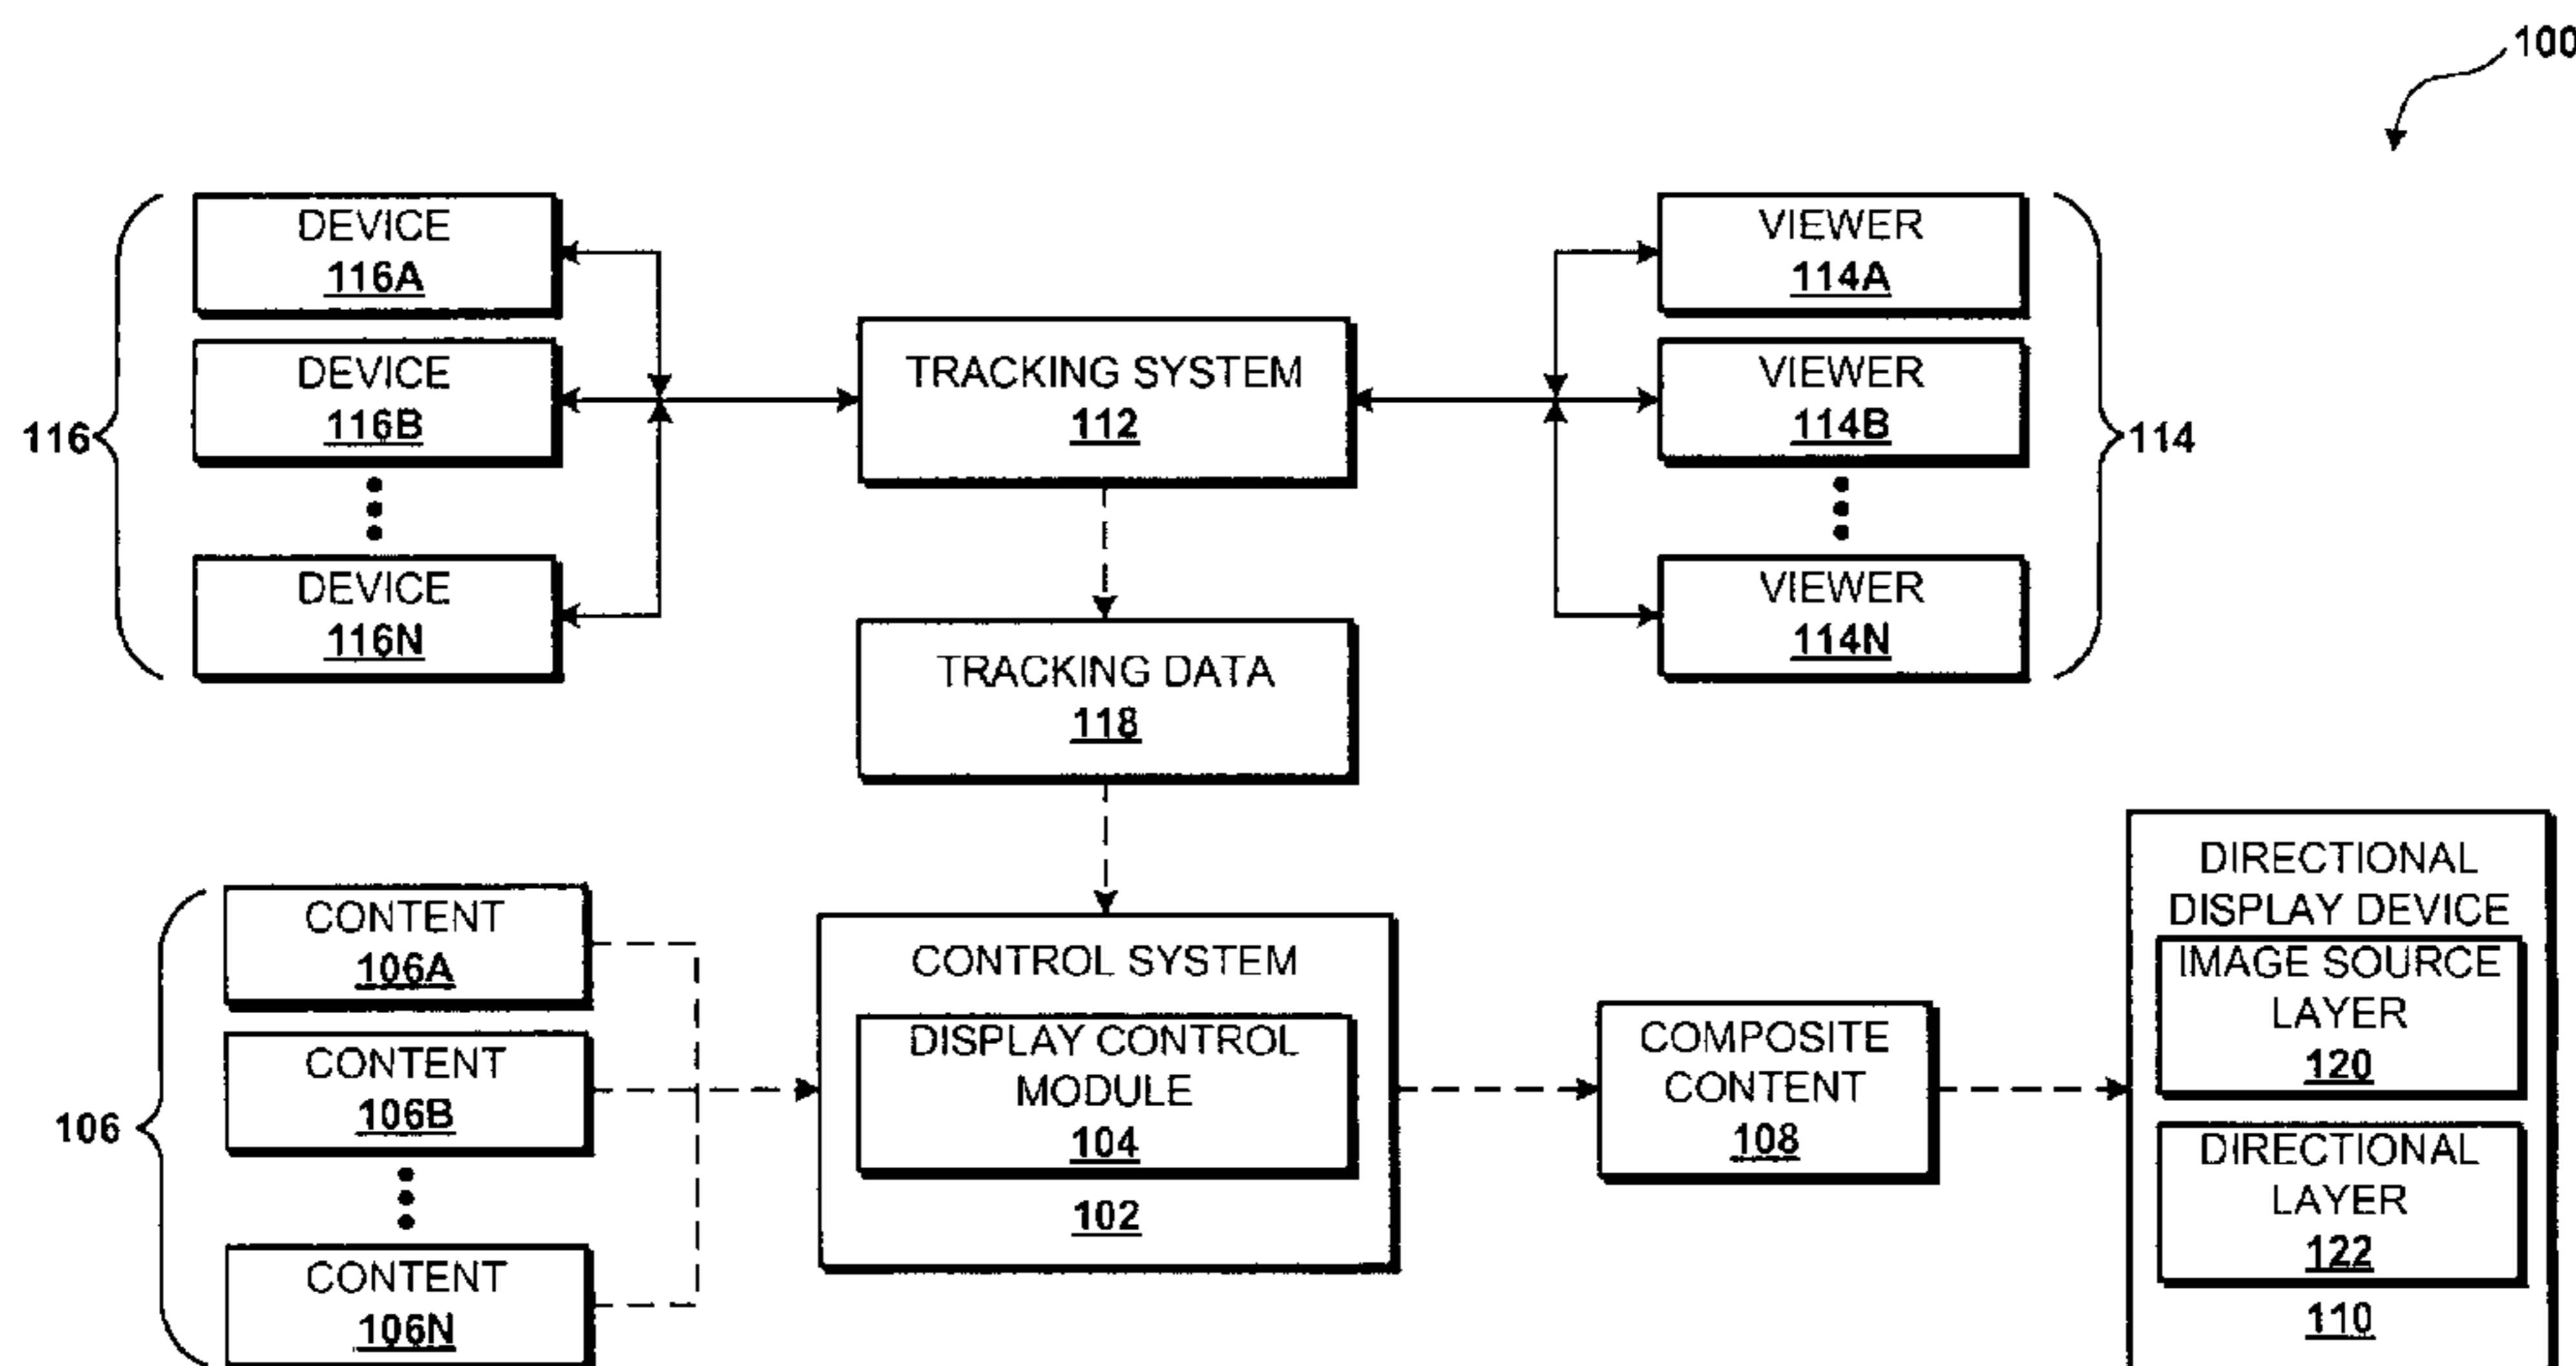 100
DEVICE
116A
DEVICE
116B
DEVICE
116N
116
TRACKING SYSTEM
112
VIEWER
114A
VIEWER
114B
VIEWER
114N
114
TRACKING DATA
118
CONTENT
106A
CONTENT
106B
CONTENT
106N
106
CONTROL SYSTEM
DISPLAY CONTROL
MODULE
104
102
COMPOSITE
CONTENT
108
DIRECTIONAL
DISPLAY DEVICE
IMAGE SOURCE
LAYER
120
DIRECTIONAL
LAYER
122
110